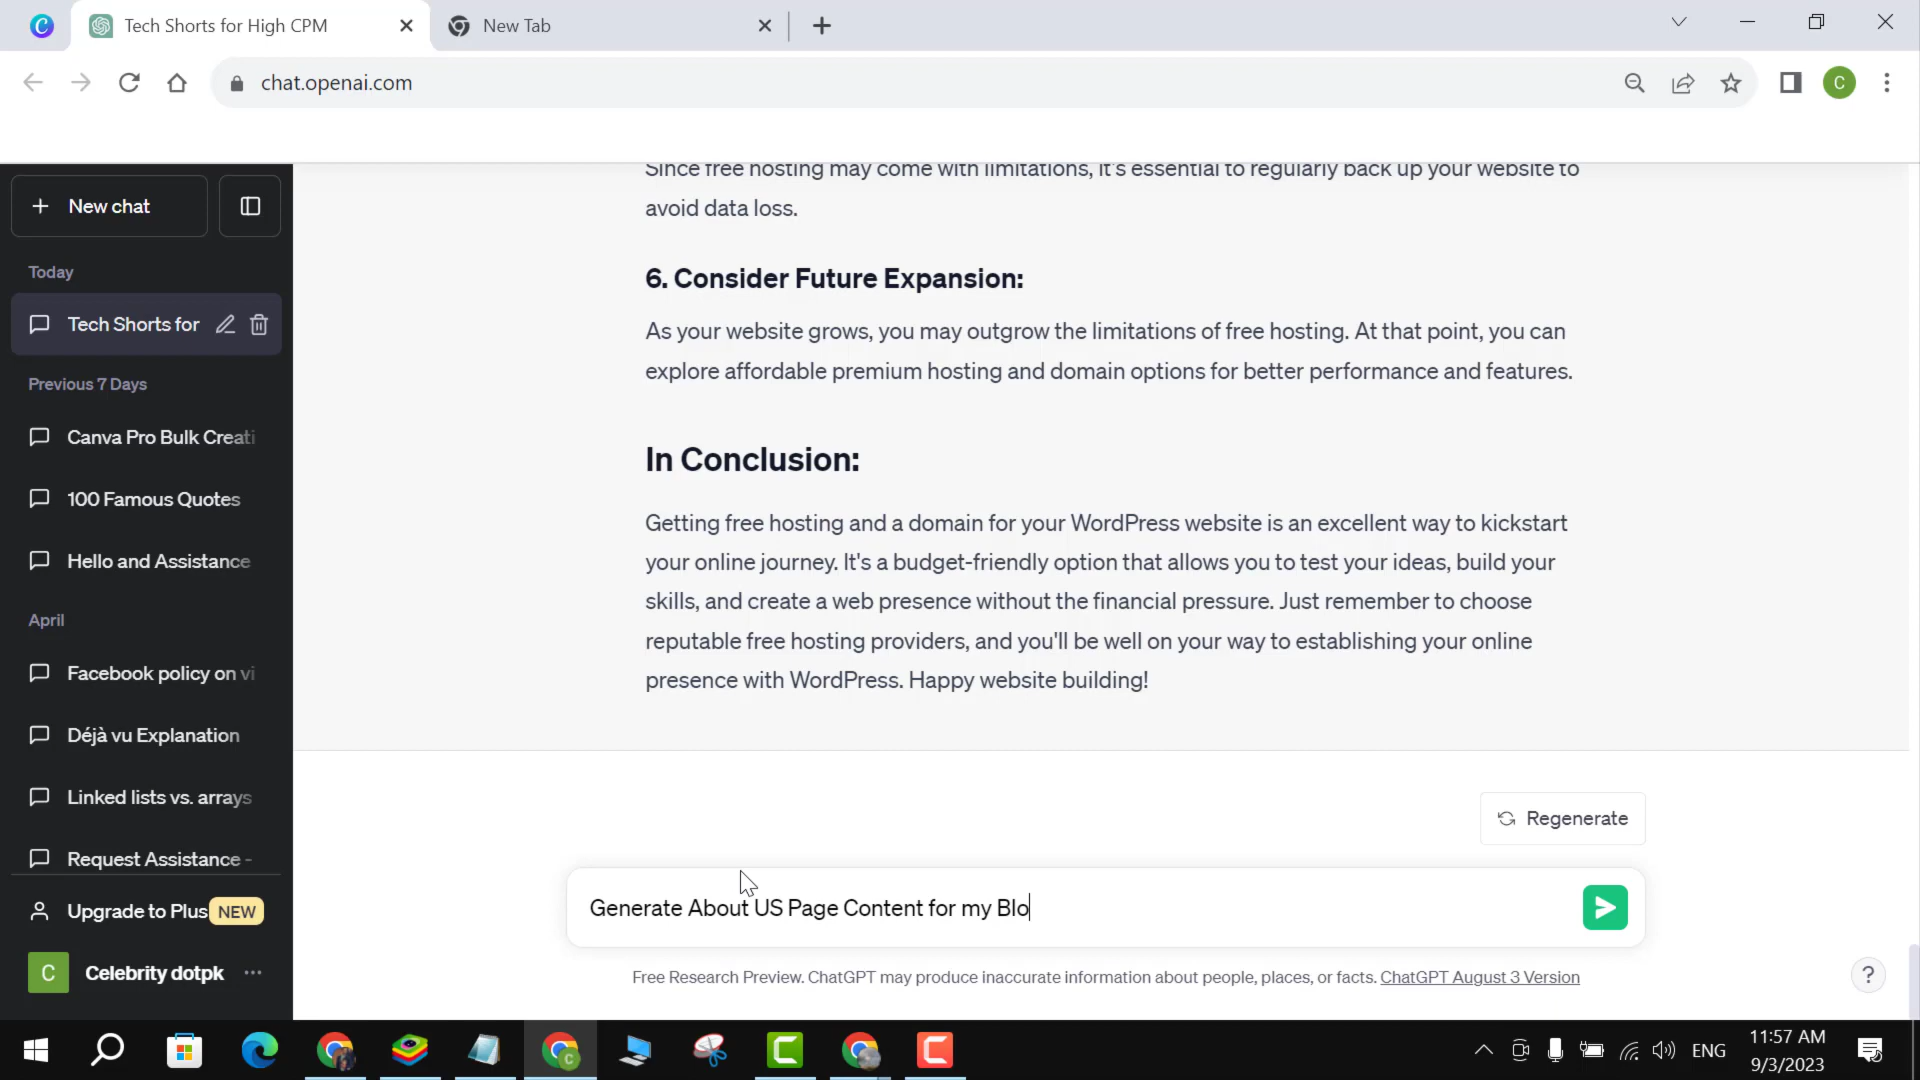 Tech Shorts for High CPM
New Tab
chat.openai.com
C
New chat
Today
Tech Shorts for
Previous 7 Days
Canva Pro Bulk Creati
100 Famous Quotes
Hello and Assistance
April
Facebook policy on vi
Déjà vu Explanation
Linked lists vs. arrays
Request Assistance -
Upgrade to Plus NEW
C Celebrity dotpk
Since free hosting may come with limitations, it's essential to regularly back up your website to
avoid data loss.
6. Consider Future Expansion:
As your website grows, you may outgrow the limitations of free hosting. At that point, you can
explore affordable premium hosting and domain options for better performance and features.
In Conclusion:
Getting free hosting and a domain for your WordPress website is an excellent way to kickstart
your online journey. It's a budget-friendly option that allows you to test your ideas, build your
skills, and create a web presence without the financial pressure. Just remember to choose
reputable free hosting providers, and you'll be well on your way to establishing your online
presence with WordPress. Happy website building!
Regenerate
Generate About US Page Content for my Blo
Free Research Preview. ChatGPT may produce inaccurate information about people, places, or facts. ChatGPT August 3 Version
?
ENG
11:57 AM
9/3/2023